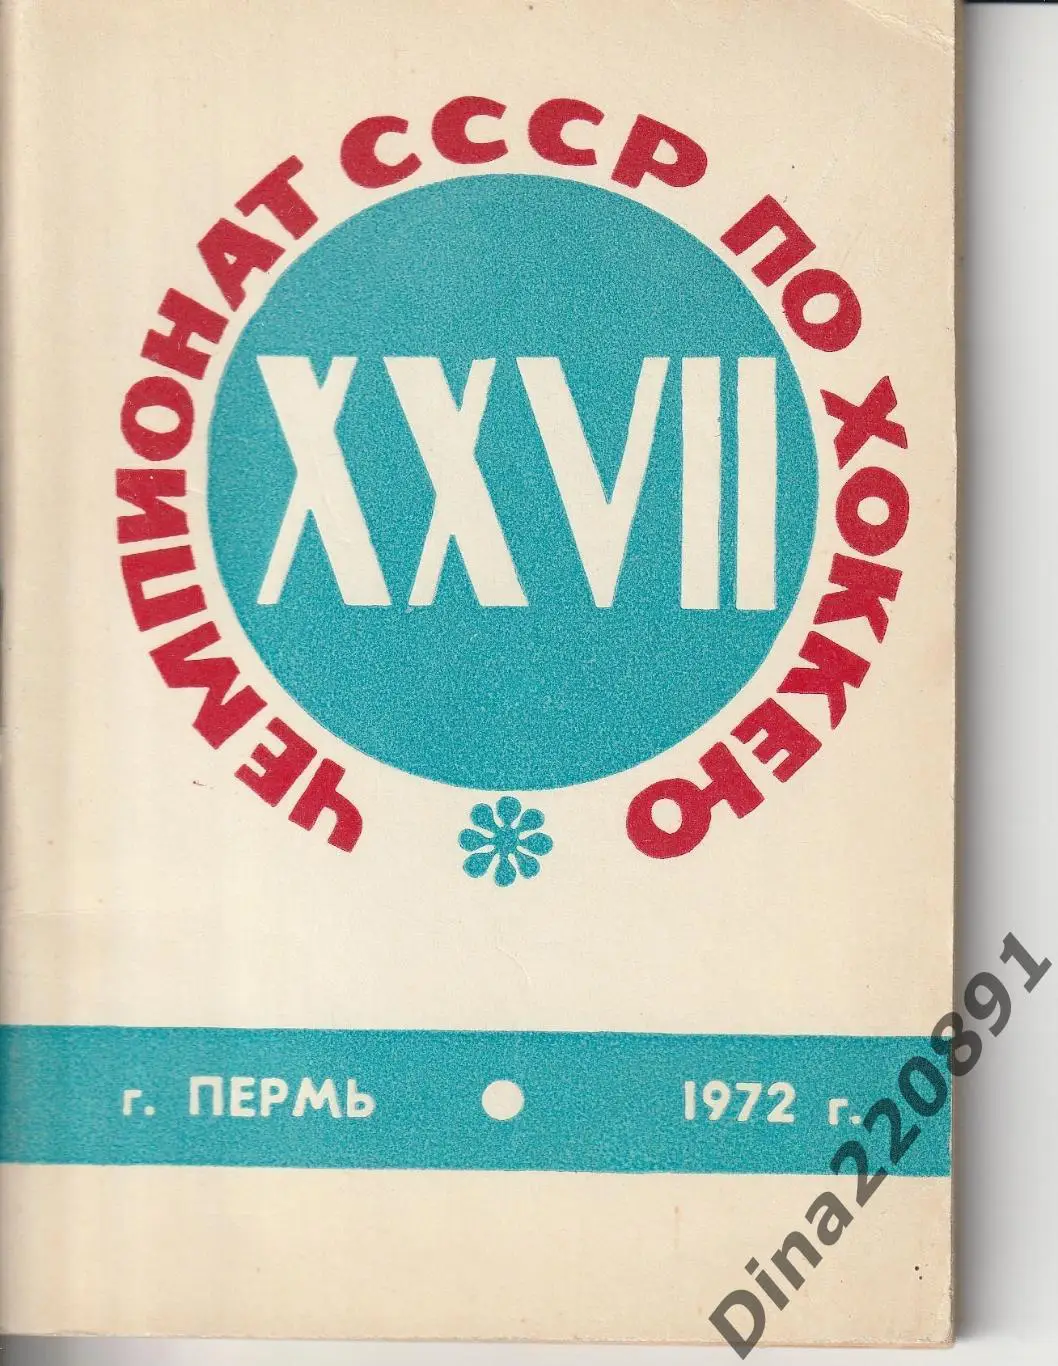 ЧЕМПИОНАТ СССР ПО ХОККЕЮ
XXVII
г. ПЕРМЬ
1972 г.
Dina220891